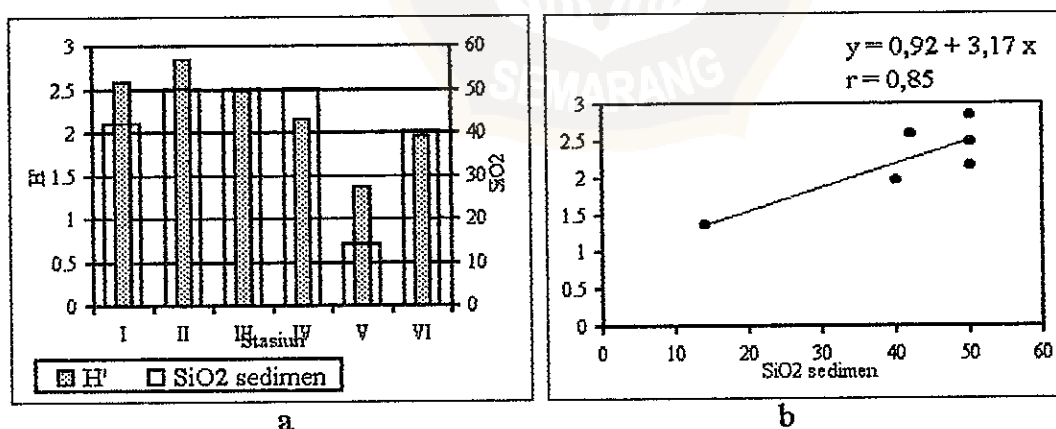 SEMARANG
3
2.5
2
1.5
1
0.5
0
H'
60
50
40
30
20
10
0
SiO2
I II III IV V VI
Stasiun
H' SiO2 sedimen
a
y = 0,92 + 3,17 x
r = 0,85
3
2.5
2
1.5
1
0.5
0
0 10 20 30 40 50 60
SiO2 sedimen
b